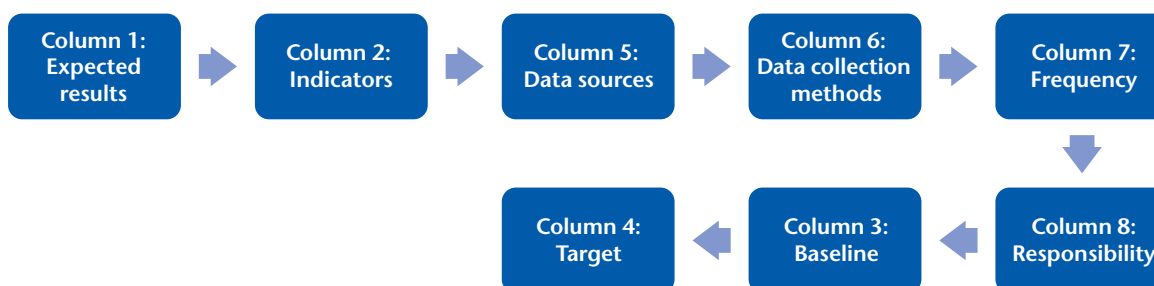 Column 1:
Expected
results
Column 2:
Indicators
Column 5:
Data sources
Column 6:
Data collection
methods
Column 7:
Frequency
Column 8:
Responsibility
Column 3:
Baseline
Column 4:
Target